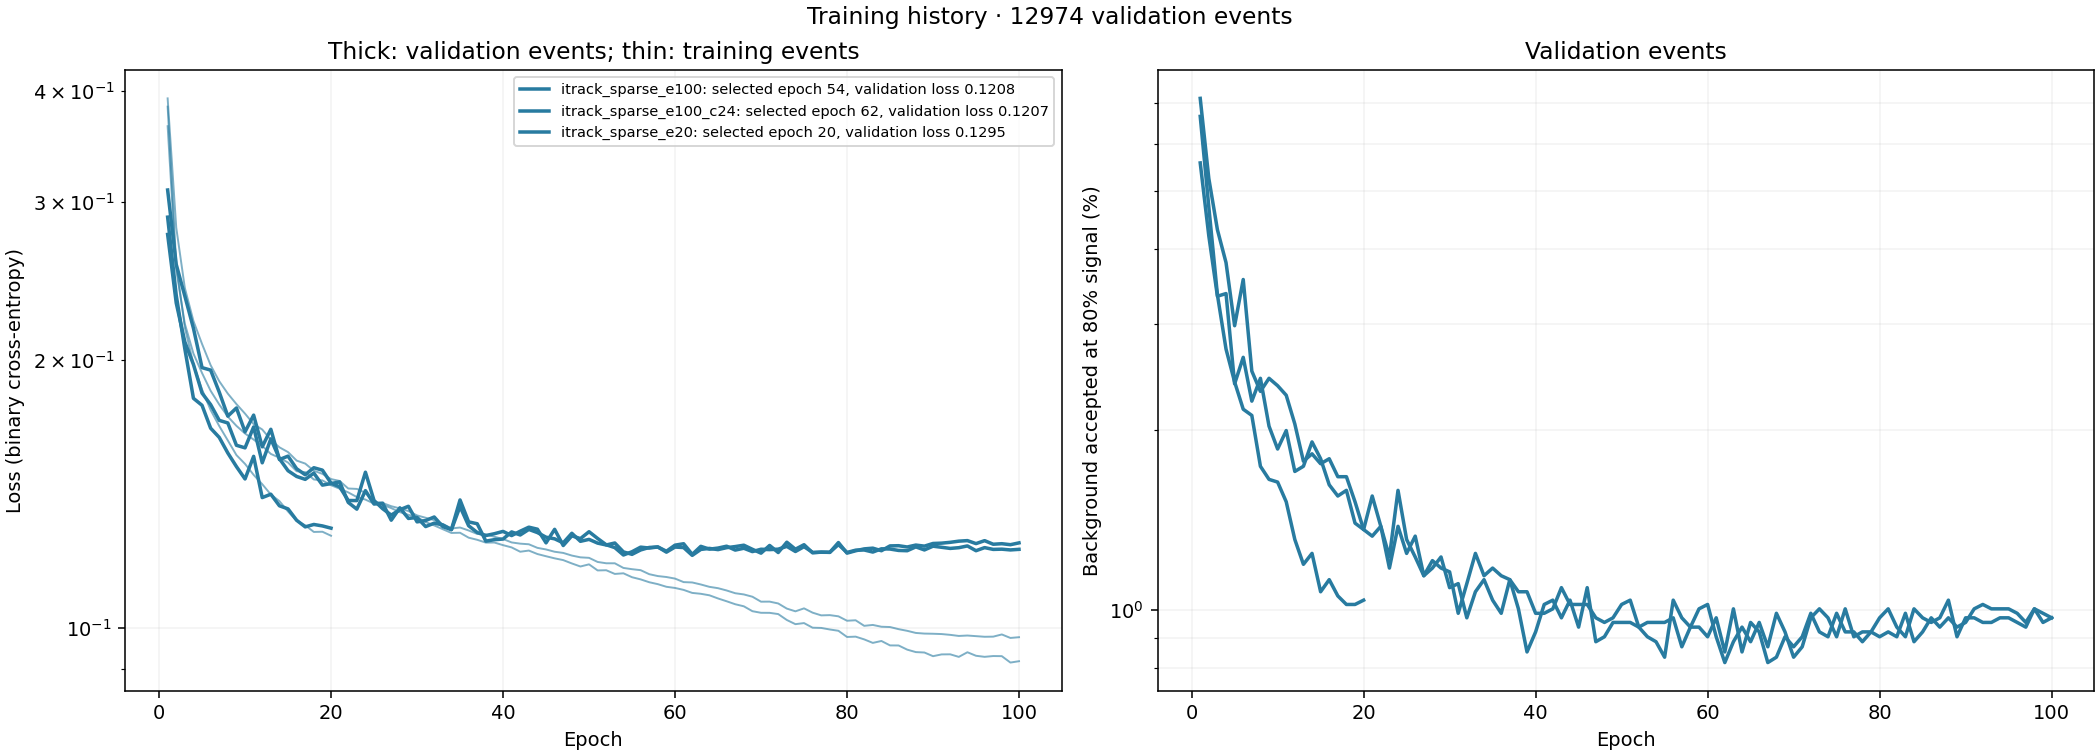 Training history · 12974 validation events
Thick: validation events; thin: training events
itrack_sparse_e100: selected epoch 54, validation loss 0.1208
itrack_sparse_e100_c24: selected epoch 62, validation loss 0.1207
itrack_sparse_e20: selected epoch 20, validation loss 0.1295
Loss (binary cross-entropy)
4 × 10⁻¹
3 × 10⁻¹
2 × 10⁻¹
10⁻¹
0 20 40 60 80 100
Epoch
Validation events
Background accepted at 80% signal (%)
10⁰
0 20 40 60 80 100
Epoch